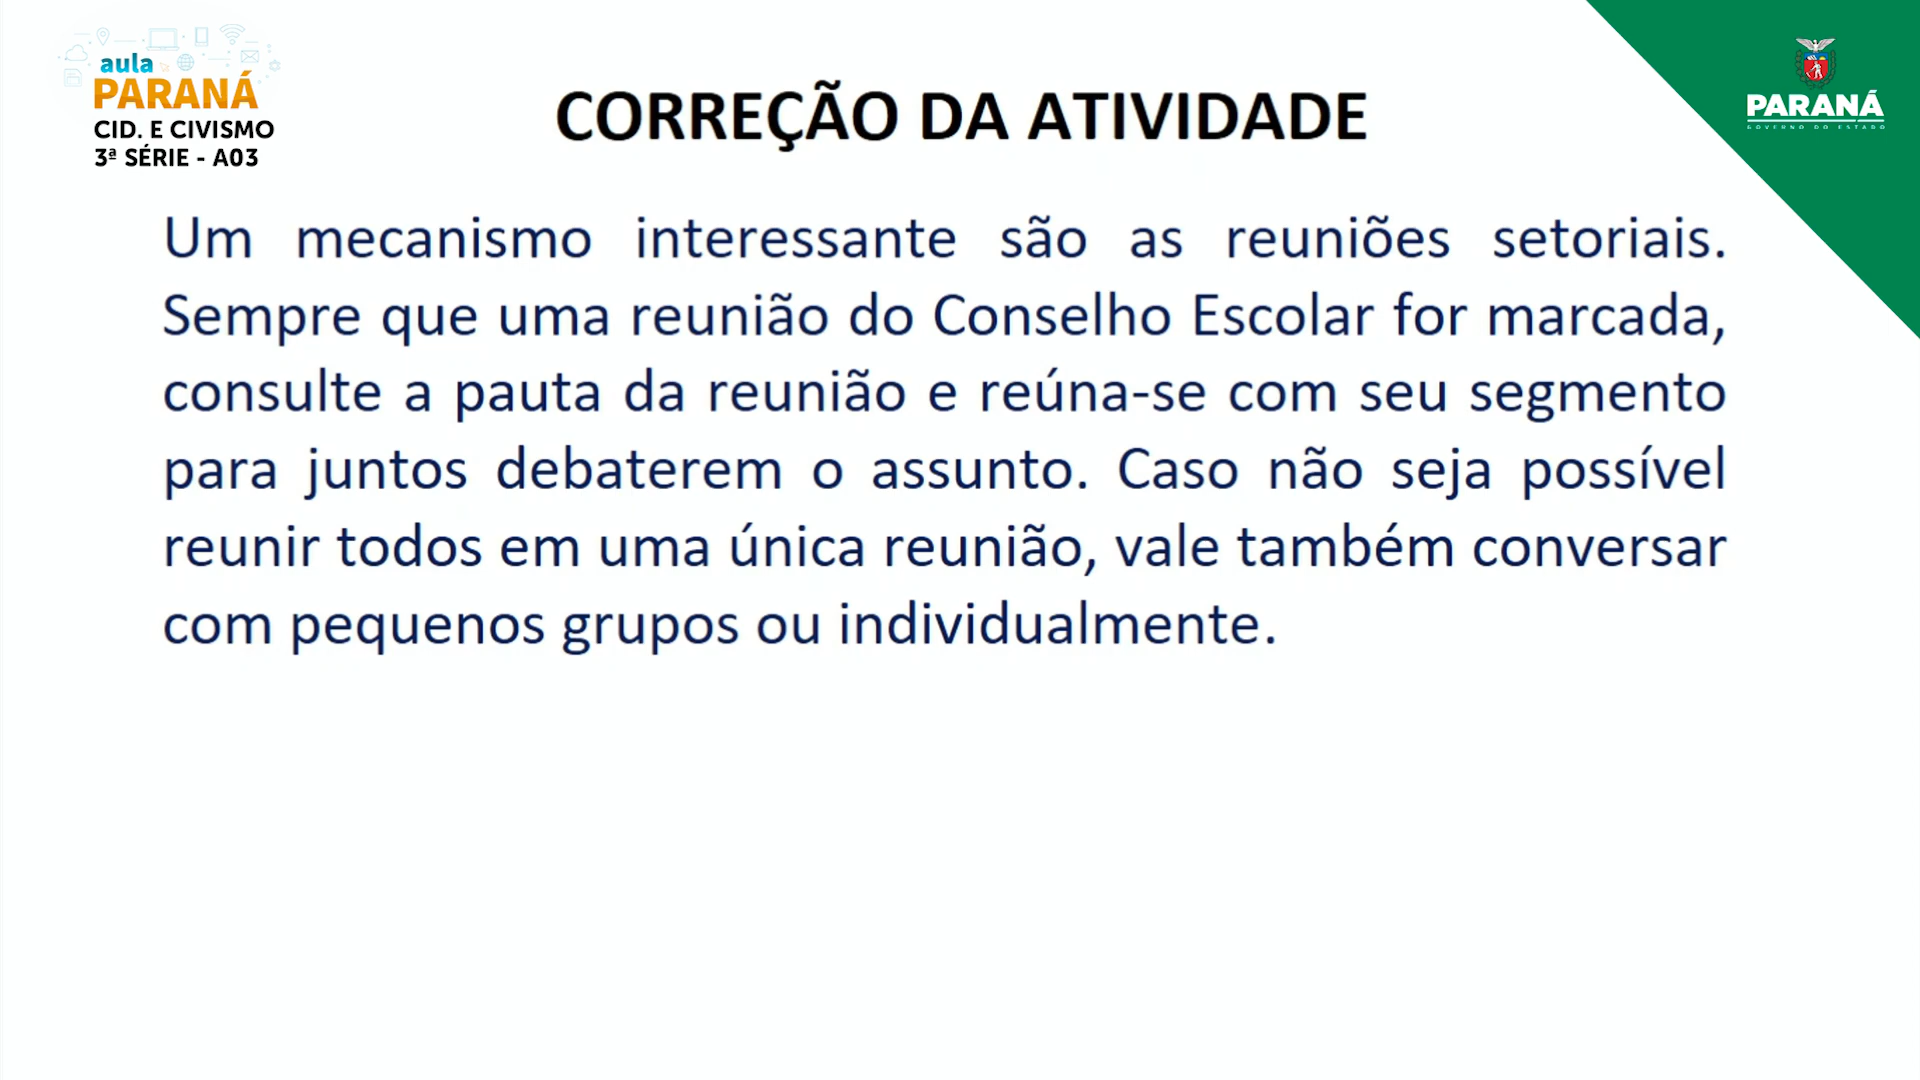 aula
PARANÁ
CID. E CIVISMO
3ª SÉRIE - A03
CORREÇÃO DA ATIVIDADE
PARANÁ
GOVERNO DO ESTADO
Um mecanismo interessante são as reuniões setoriais.
Sempre que uma reunião do Conselho Escolar for marcada,
consulte a pauta da reunião e reúna-se com seu segmento
para juntos debaterem o assunto. Caso não seja possível
reunir todos em uma única reunião, vale também conversar
com pequenos grupos ou individualmente.